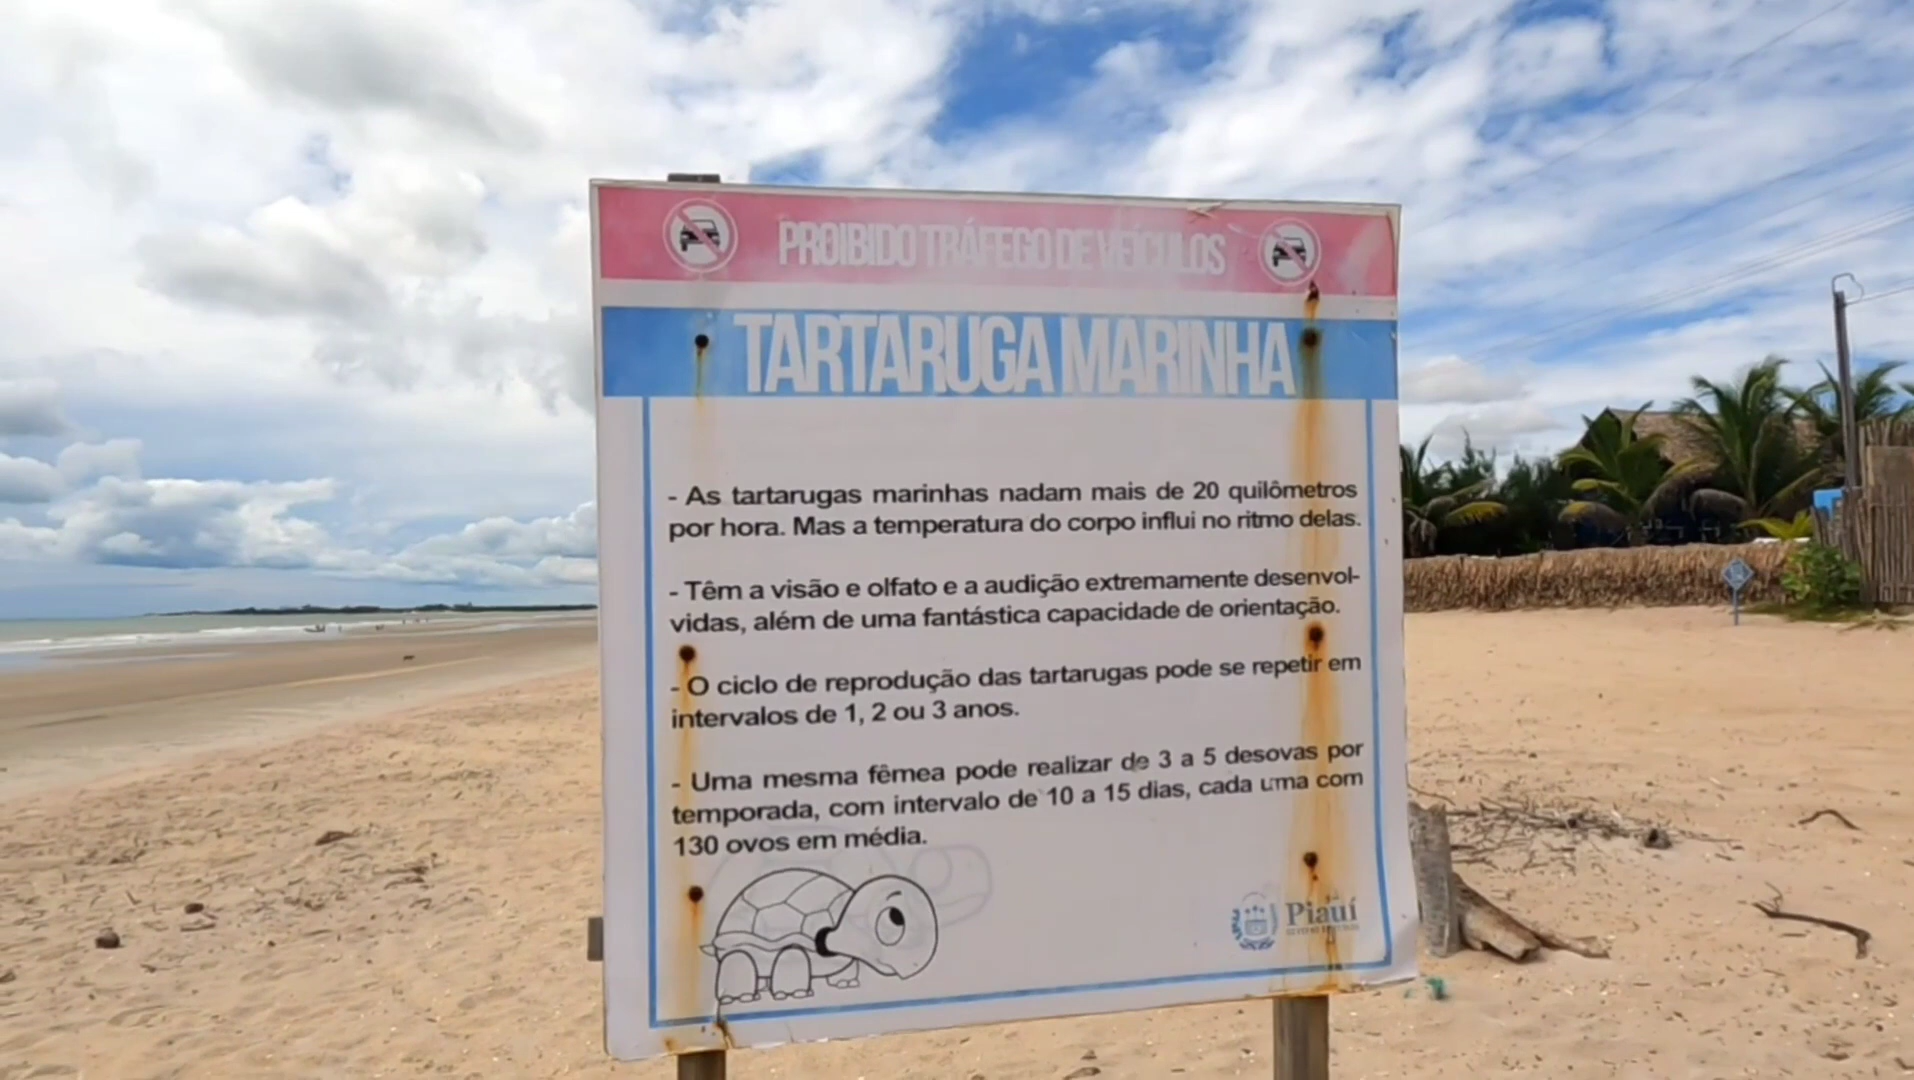 PROIBIDO TRÁFEGO DE VEÍCULOS
TARTARUGA MARINHA
- As tartarugas marinhas nadam mais de 20 quilômetros
por hora. Mas a temperatura do corpo influi no ritmo delas.
- Têm a visão e olfato e a audição extremamente desenvol-
vidas, além de uma fantástica capacidade de orientação.
- O ciclo de reprodução das tartarugas pode se repetir em
intervalos de 1, 2 ou 3 anos.
- Uma mesma fêmea pode realizar de 3 a 5 desovas por
temporada, com intervalo de 10 a 15 dias, cada uma com
130 ovos em média.
Piauí